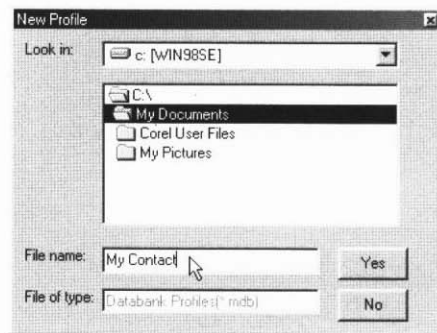 New Profile
Look in:
c: [WIN98SE]
C:\
My Documents
Corel User Files
My Pictures
File name:
My Contact
Yes
File of type:
Databank Profiles(*.mdb)
No